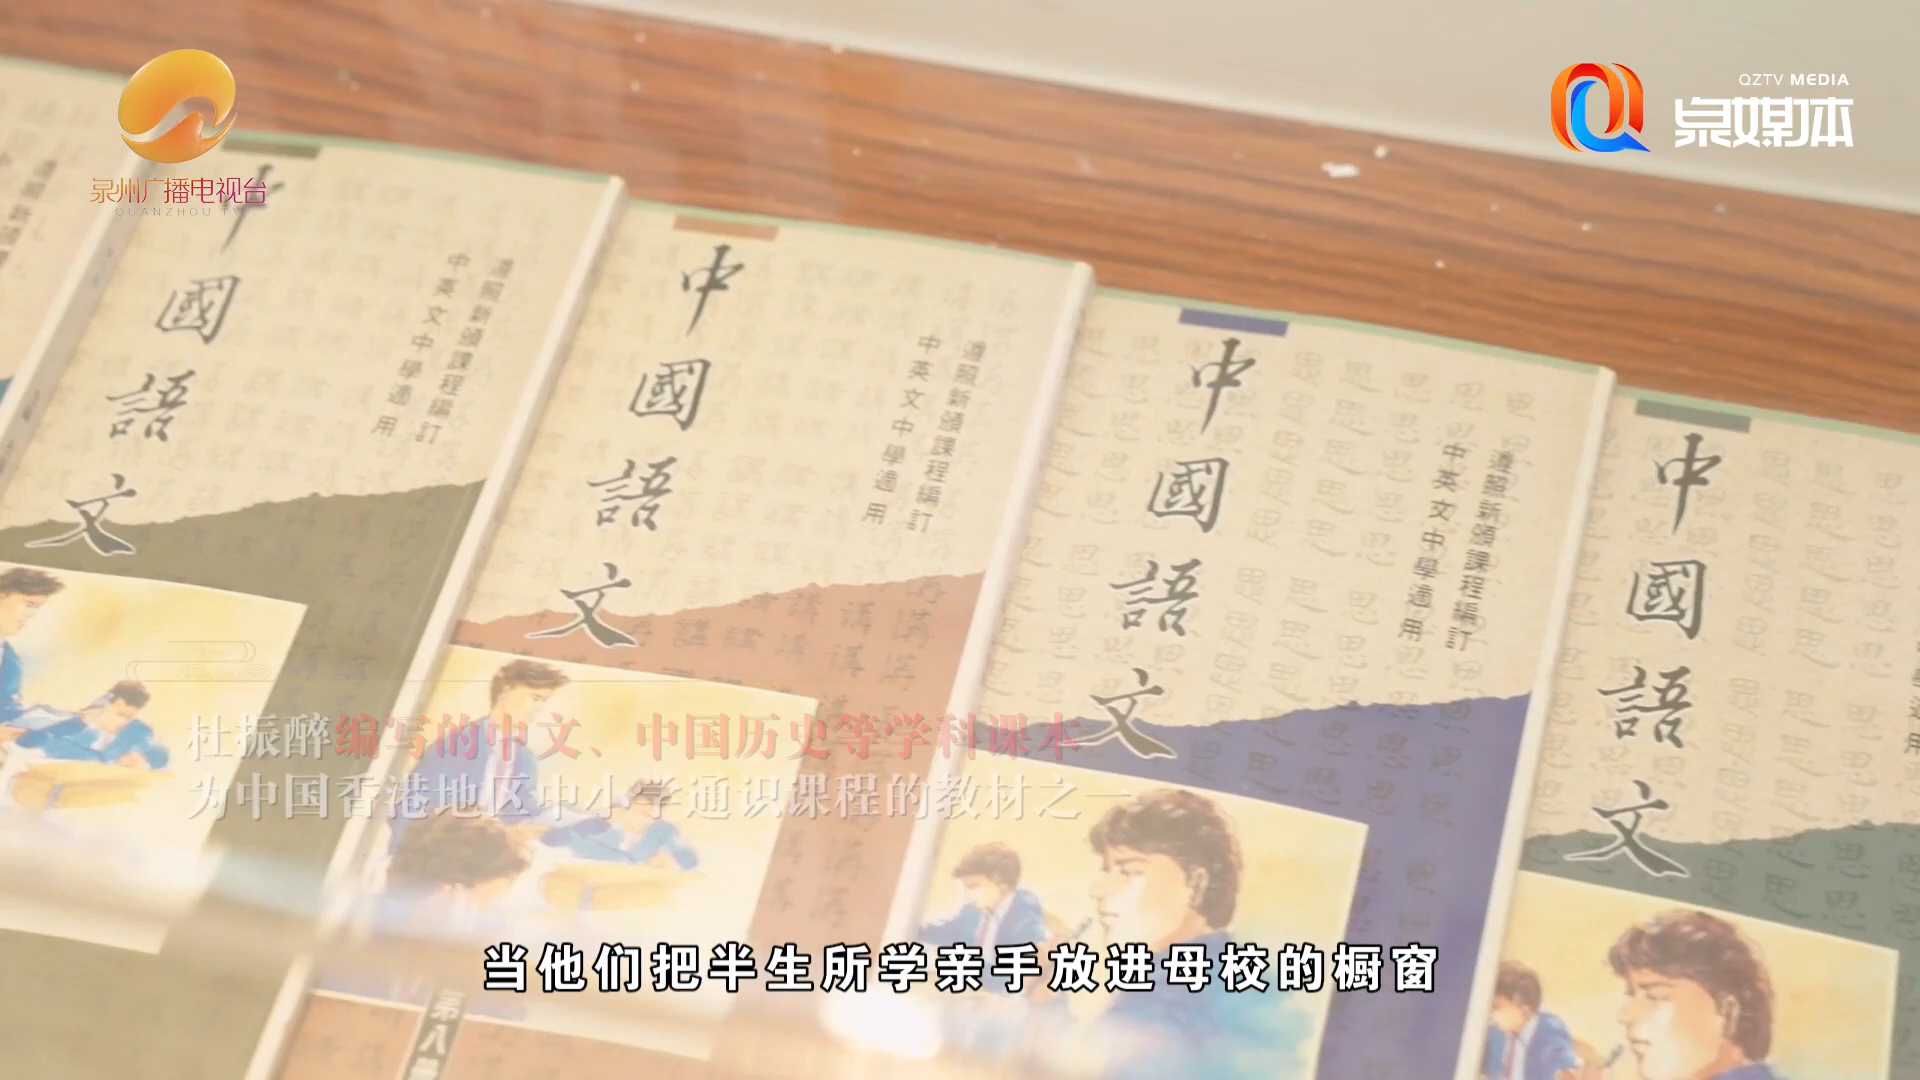 泉州广播电视台
QUANZHOU TV
QZTV MEDIA
泉媒体
中國語文
遵照新頒課程編訂
中英文中學適用
中國語文
遵照新頒課程編訂
中英文中學適用
中國語文
遵照新頒課程編訂
中英文中學適用
中國語文
杜振醉编写的中文、中国历史等学科课本
为中国香港地区中小学通识课程的教材之一
第八
当他们把半生所学亲手放进母校的橱窗